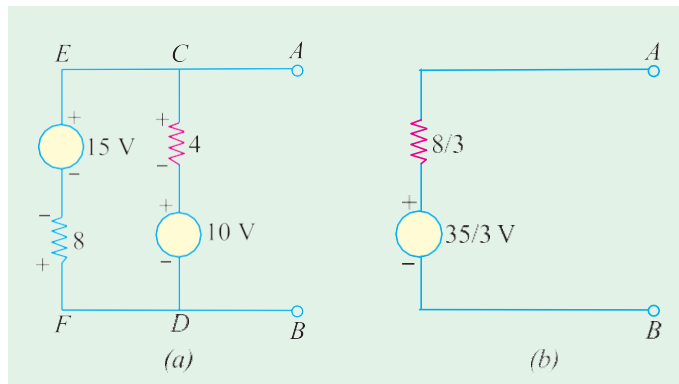 E C A
+ 15 V -
- 8 +
+ 4 -
+ 10 V -
F D B
(a)
A
8/3
+ 35/3 V -
B
(b)